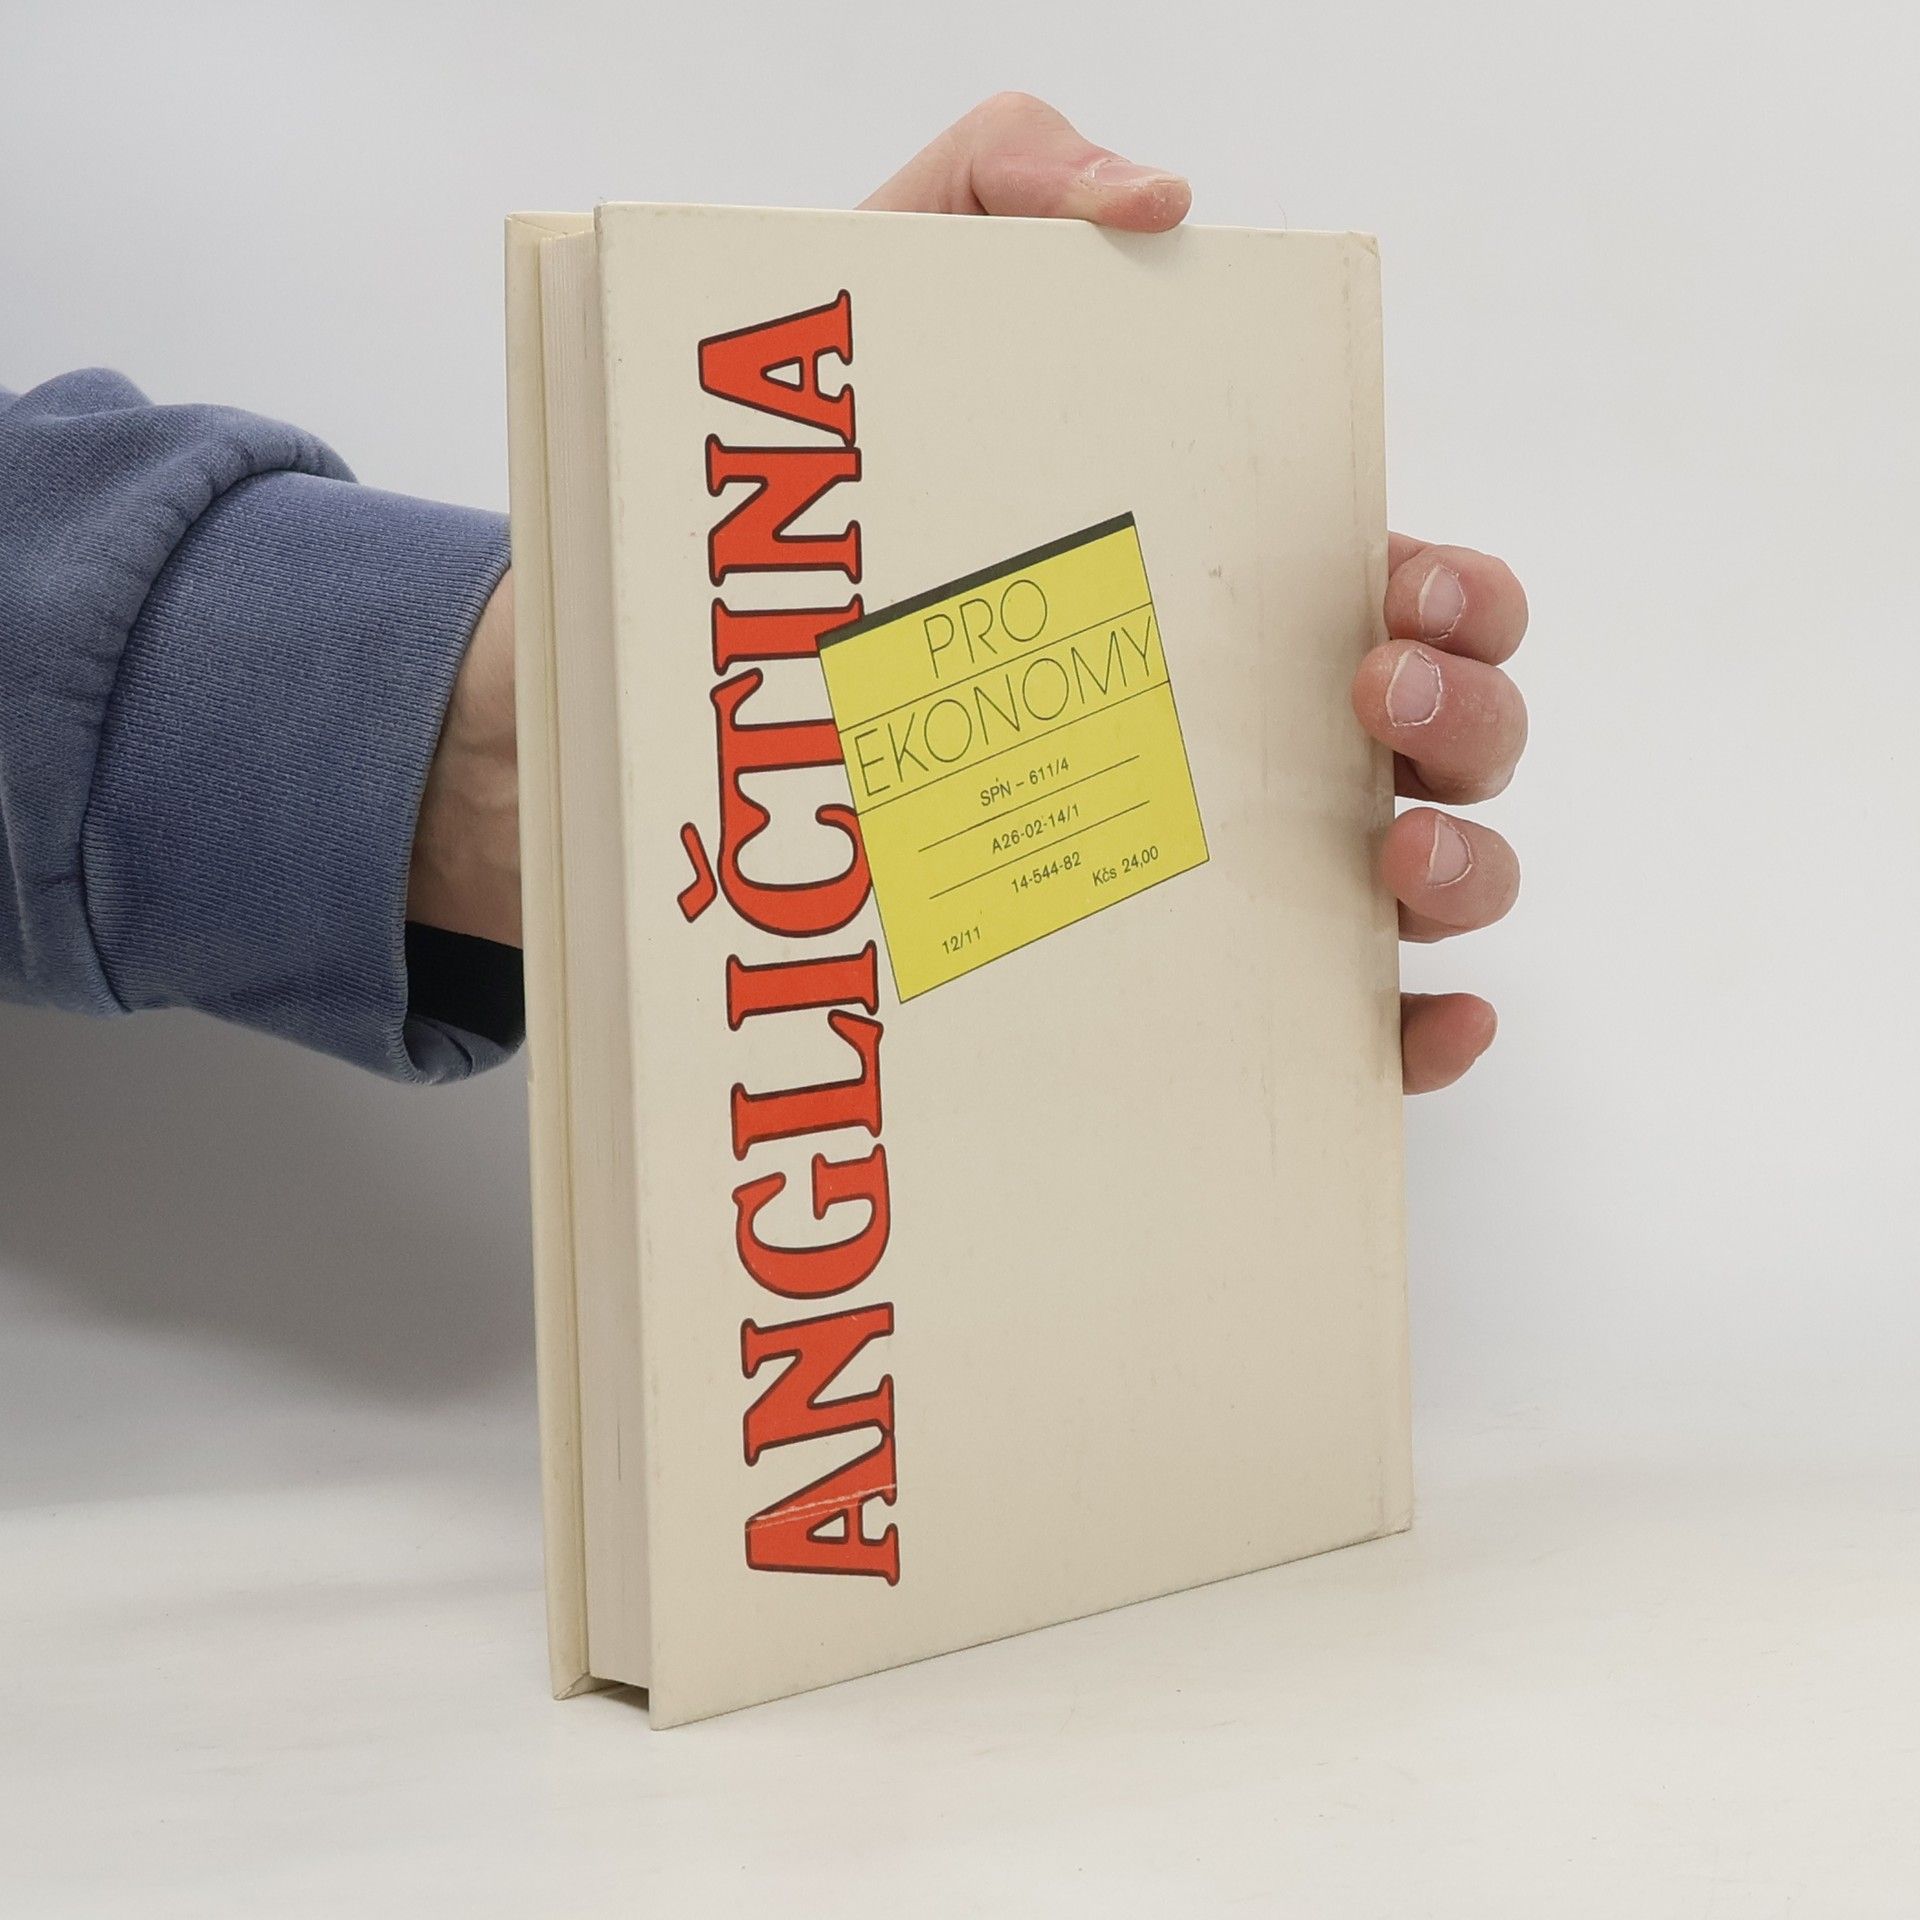 ANGLIČTINA
PRO
EKONOMY
SPN – 611/4
A26-02-14/1
14-544-82
Kčs 24,00
12/11